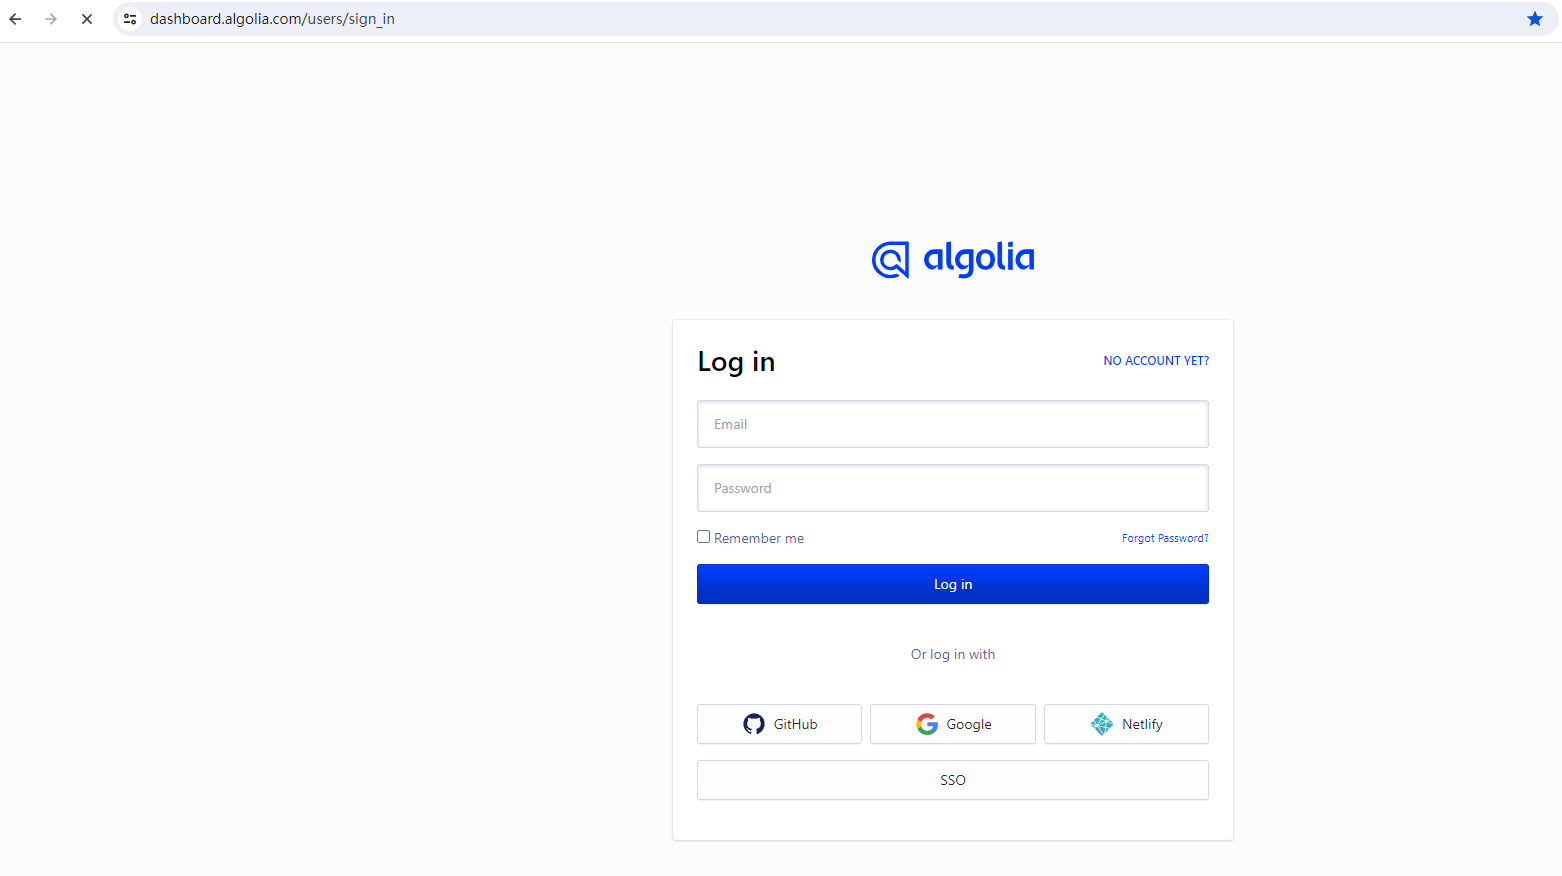 dashboard.algolia.com/users/sign_in
algolia
Log in
NO ACCOUNT YET?
Email
Password
Remember me
Forgot Password?
Log in
Or log in with
GitHub
Google
Netlify
SSO